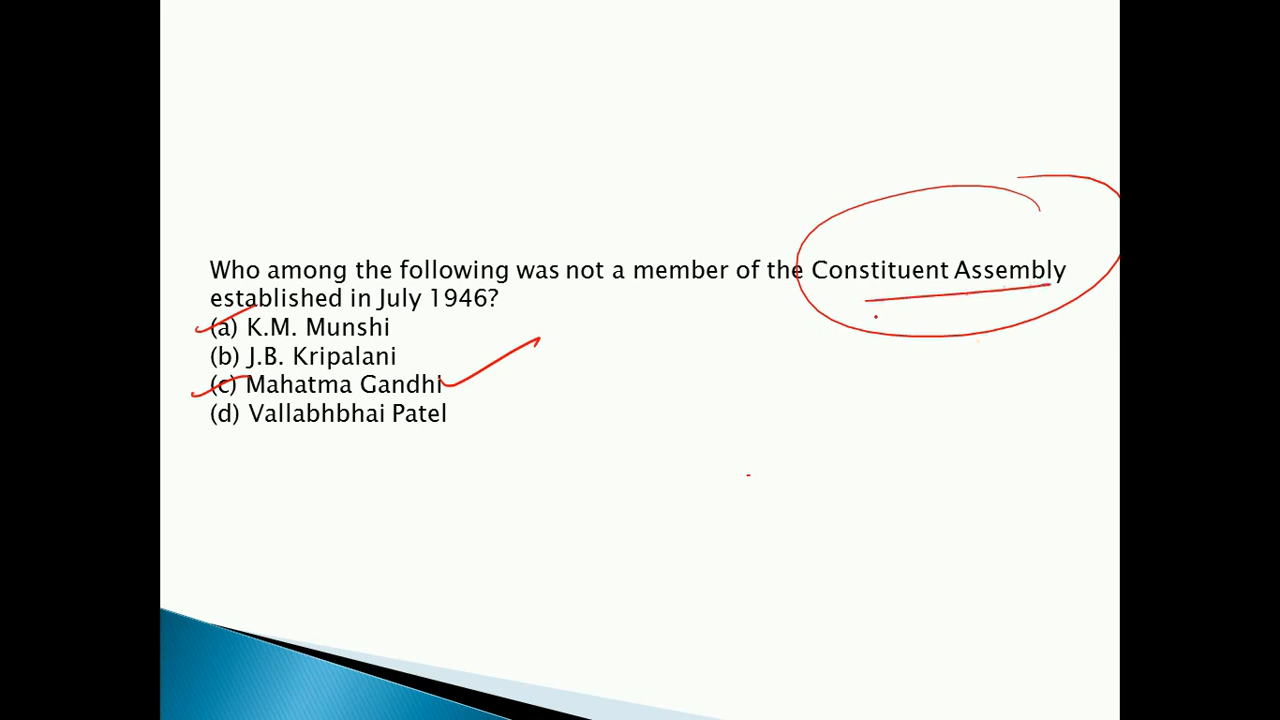 Who among the following was not a member of the Constituent Assembly
established in July 1946?
(a) K.M. Munshi
(b) J.B. Kripalani
(c) Mahatma Gandhi
(d) Vallabhbhai Patel